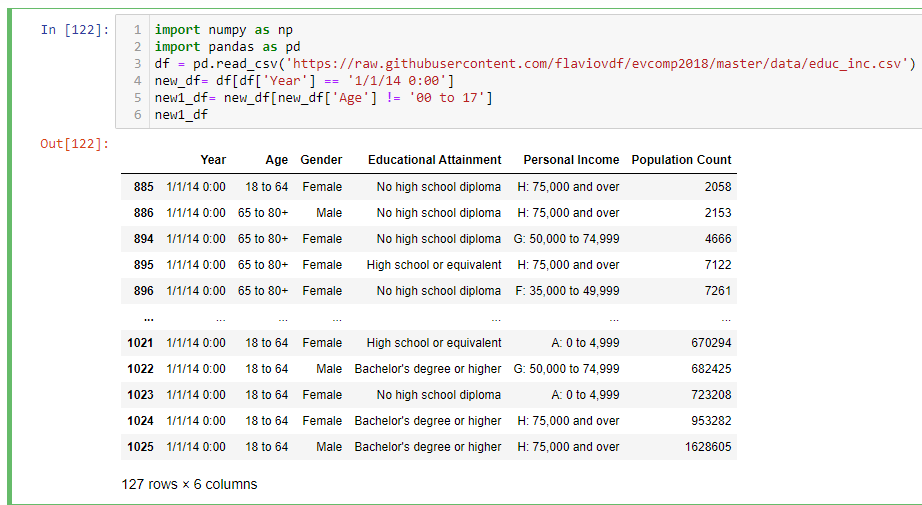 In [122]:
1 import numpy as np
2 import pandas as pd
3 df = pd.read_csv('https://raw.githubusercontent.com/flaviovdf/evcomp2018/master/data/educ_inc.csv')
4 new_df= df[df['Year'] == '1/1/14 0:00']
5 new1_df= new_df[new_df['Age'] != '00 to 17']
6 new1_df
Out[122]:
Year Age Gender Educational Attainment Personal Income Population Count
885 1/1/14 0:00 18 to 64 Female No high school diploma H: 75,000 and over 2058
886 1/1/14 0:00 65 to 80+ Male No high school diploma H: 75,000 and over 2153
894 1/1/14 0:00 65 to 80+ Female No high school diploma G: 50,000 to 74,999 4666
895 1/1/14 0:00 65 to 80+ Female High school or equivalent H: 75,000 and over 7122
896 1/1/14 0:00 65 to 80+ Female No high school diploma F: 35,000 to 49,999 7261
... ... ... ... ... ... ...
1021 1/1/14 0:00 18 to 64 Female High school or equivalent A: 0 to 4,999 670294
1022 1/1/14 0:00 18 to 64 Male Bachelor's degree or higher G: 50,000 to 74,999 682425
1023 1/1/14 0:00 18 to 64 Female No high school diploma A: 0 to 4,999 723208
1024 1/1/14 0:00 18 to 64 Female Bachelor's degree or higher H: 75,000 and over 953282
1025 1/1/14 0:00 18 to 64 Male Bachelor's degree or higher H: 75,000 and over 1628605
127 rows × 6 columns